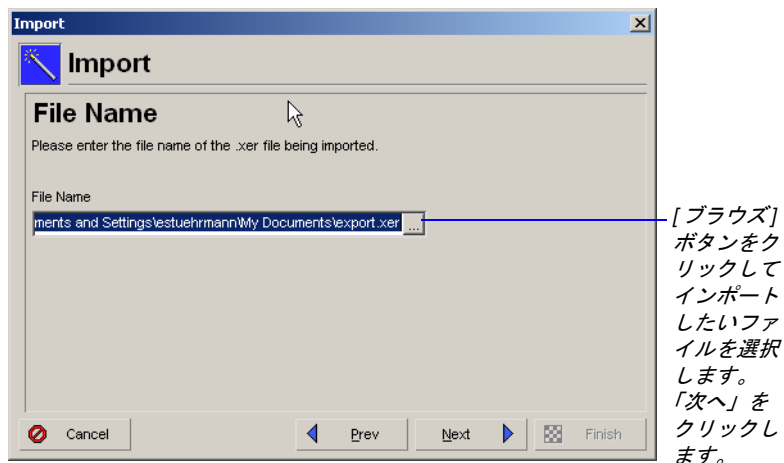 Import
Import
File Name
Please enter the file name of the .xer file being imported.
File Name
ments and Settings\estuehrmann\My Documents\export.xer ...
[ブラウズ]
ボタンをク
リックして
インポート
したいファ
イルを選択
します。
「次へ」を
クリックし
ます。
Cancel Prev Next Finish